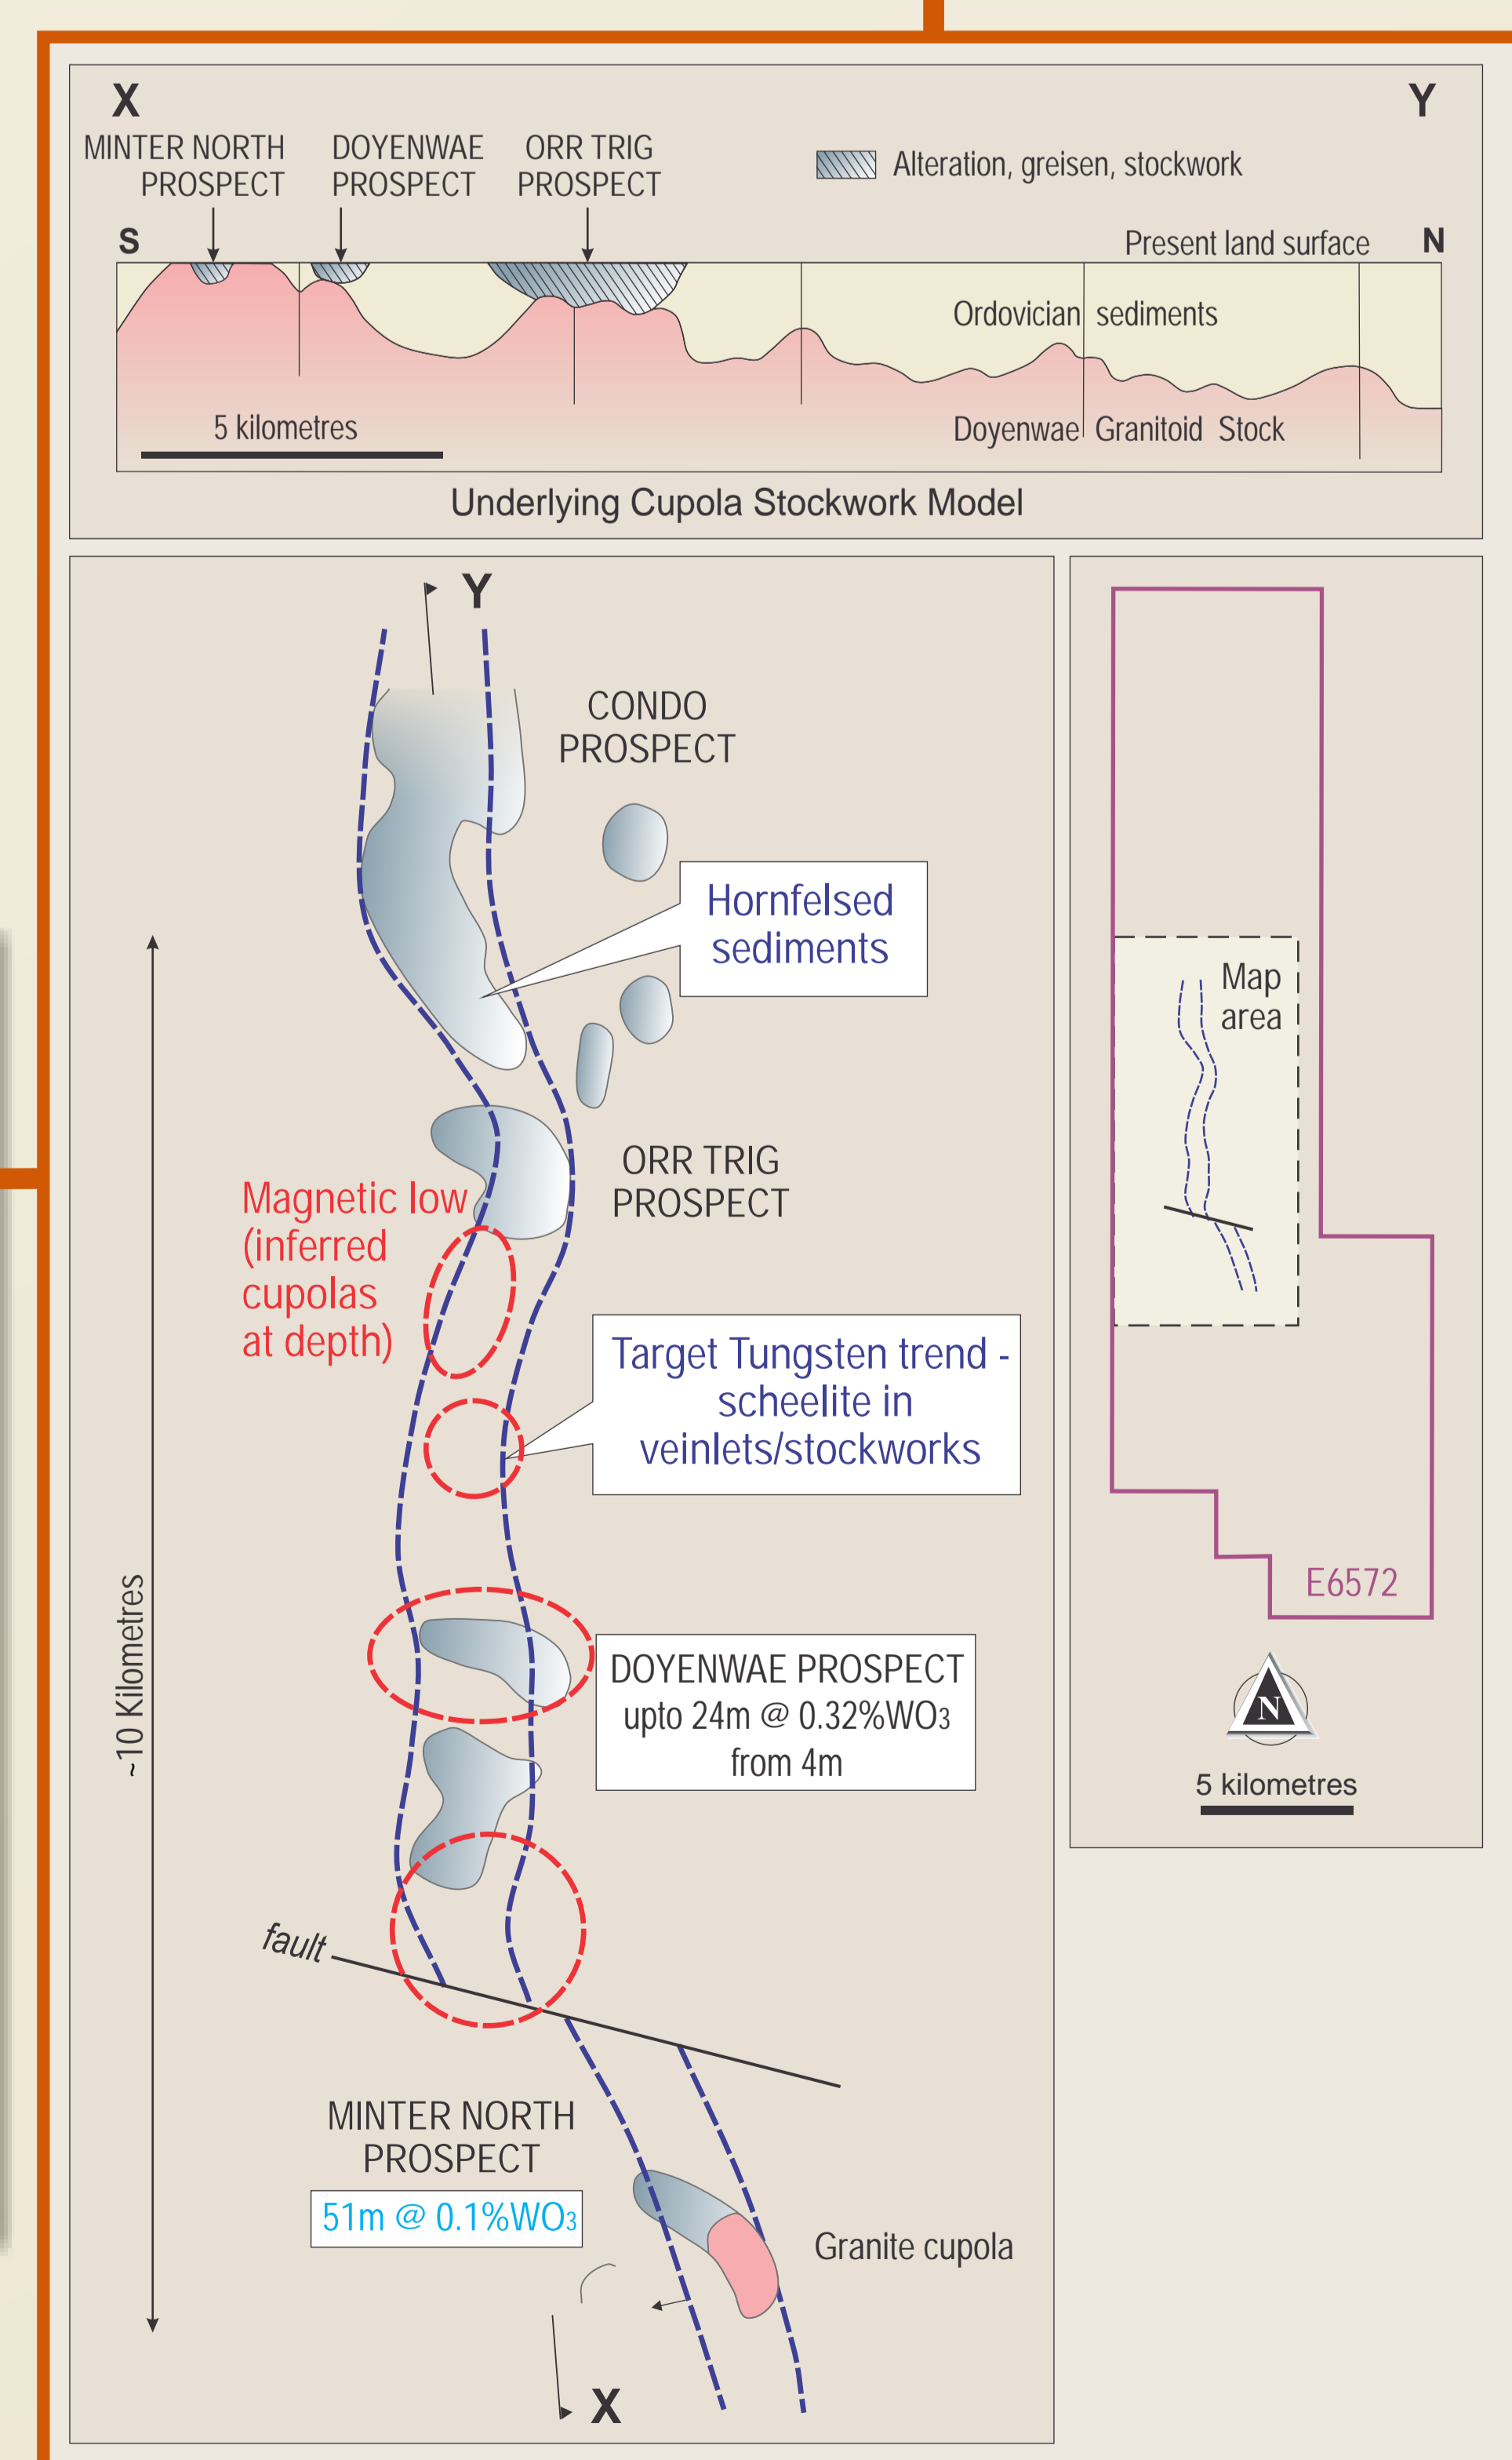 X
Y
MINTER NORTH
PROSPECT
DOYENWAE
PROSPECT
ORR TRIG
PROSPECT
Alteration, greisen, stockwork
S
Present land surface
N
Ordovician sediments
5 kilometres
Doyenwae Granitoid Stock
Underlying Cupola Stockwork Model
Y
CONDO
PROSPECT
Hornfelsed
sediments
ORR TRIG
PROSPECT
Magnetic low
(inferred
cupolas
at depth)
Target Tungsten trend -
scheelite in
veinlets/stockworks
~10 Kilometres
DOYENWAE PROSPECT
upto 24m @ 0.32%WO3
from 4m
fault
MINTER NORTH
PROSPECT
51m @ 0.1%WO3
Granite cupola
X
Map
area
E6572
N
5 kilometres